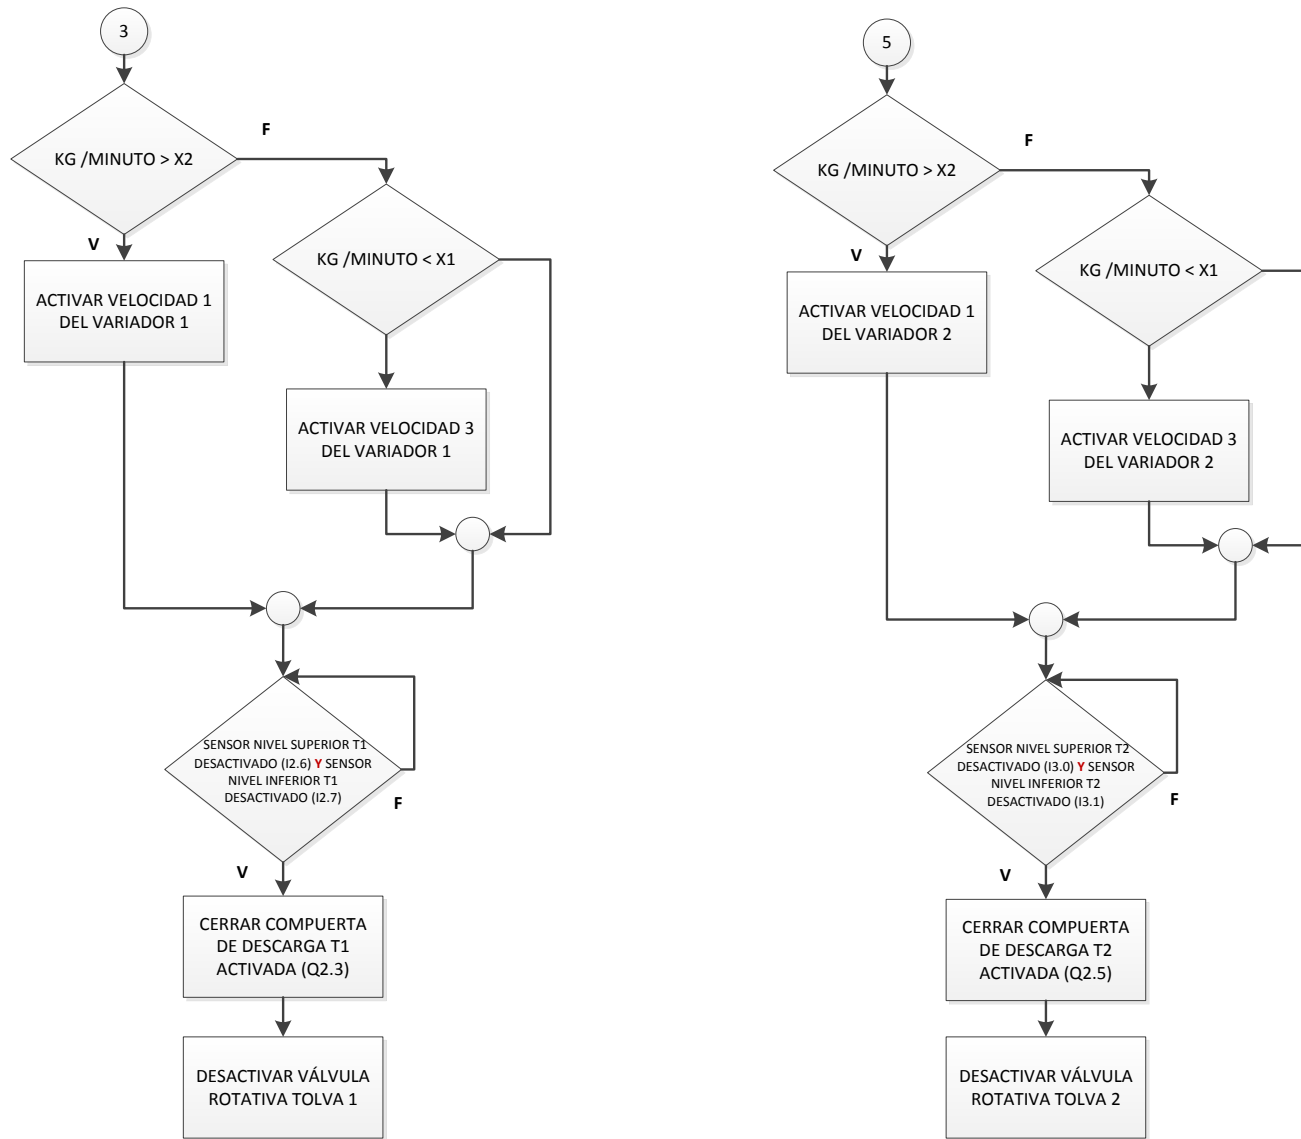 3
KG /MINUTO > X2
F
V
KG /MINUTO < X1
ACTIVAR VELOCIDAD 1
DEL VARIADOR 1
ACTIVAR VELOCIDAD 3
DEL VARIADOR 1
SENSOR NIVEL SUPERIOR T1
DESACTIVADO (I2.6) Y SENSOR
NIVEL INFERIOR T1
DESACTIVADO (I2.7)
F
V
CERRAR COMPUERTA
DE DESCARGA T1
ACTIVADA (Q2.3)
DESACTIVAR VÁLVULA
ROTATIVA TOLVA 1
5
KG /MINUTO > X2
F
V
KG /MINUTO < X1
ACTIVAR VELOCIDAD 1
DEL VARIADOR 2
ACTIVAR VELOCIDAD 3
DEL VARIADOR 2
SENSOR NIVEL SUPERIOR T2
DESACTIVADO (I3.0) Y SENSOR
NIVEL INFERIOR T2
DESACTIVADO (I3.1)
F
V
CERRAR COMPUERTA
DE DESCARGA T2
ACTIVADA (Q2.5)
DESACTIVAR VÁLVULA
ROTATIVA TOLVA 2